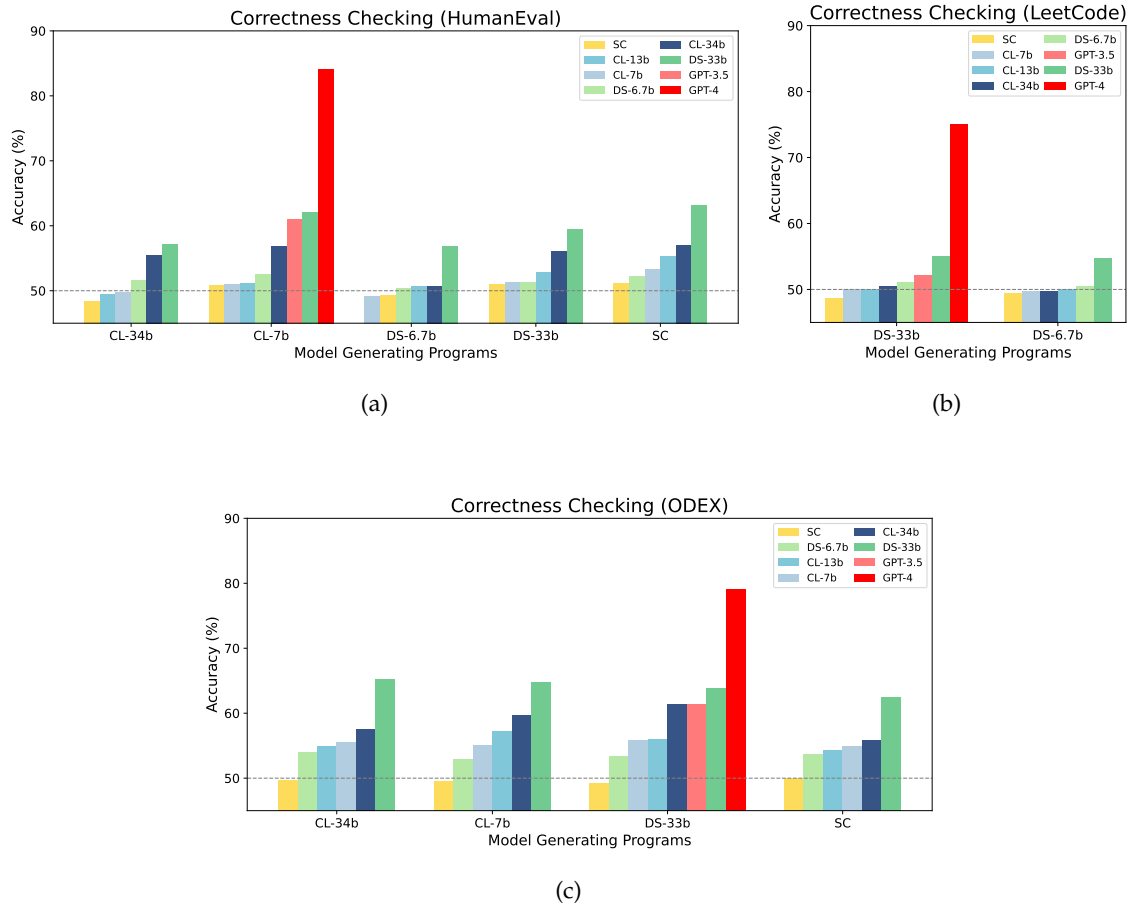 Correctness Checking (HumanEval)
90
80
70
60
50
Accuracy (%)
SC
CL-13b
CL-7b
DS-6.7b
CL-34b
DS-33b
GPT-3.5
GPT-4
CL-34b
CL-7b
DS-6.7b
DS-33b
SC
Model Generating Programs
(a)
Correctness Checking (LeetCode)
90
80
70
60
50
Accuracy (%)
SC
CL-7b
CL-13b
CL-34b
DS-6.7b
GPT-3.5
DS-33b
GPT-4
DS-33b
DS-6.7b
Model Generating Programs
(b)
Correctness Checking (ODEX)
90
80
70
60
50
Accuracy (%)
SC
DS-6.7b
CL-13b
CL-7b
CL-34b
DS-33b
GPT-3.5
GPT-4
CL-34b
CL-7b
DS-33b
SC
Model Generating Programs
(c)